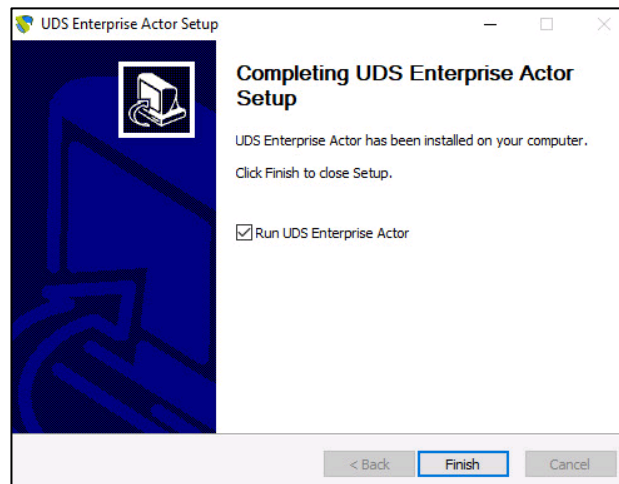 UDS Enterprise Actor Setup
Completing UDS Enterprise Actor
Setup
UDS Enterprise Actor has been installed on your computer.
Click Finish to close Setup.
Run UDS Enterprise Actor
< Back
Finish
Cancel